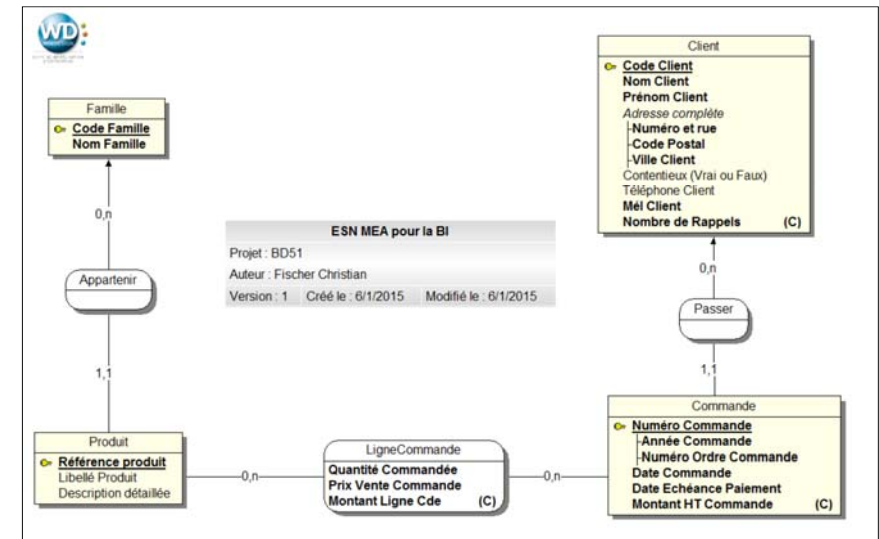 WD
Famille
Code Famille
Nom Famille
0,n
Appartenir
1,1
Produit
Référence produit
Libellé Produit
Description détaillée
ESN MEA pour la BI
Projet : BD51
Auteur : Fischer Christian
Version : 1 Créé le : 6/1/2015 Modifié le : 6/1/2015
0,n
LigneCommande
Quantité Commandée
Prix Vente Commande
Montant Ligne Cde (C)
0,n
Client
Code Client
Nom Client
Prénom Client
Adresse complète
Numéro et rue
Code Postal
Ville Client
Contentieux (Vrai ou Faux)
Téléphone Client
Mél Client
Nombre de Rappels (C)
0,n
Passer
1,1
Commande
Numéro Commande
Année Commande
Numéro Ordre Commande
Date Commande
Date Echéance Paiement
Montant HT Commande (C)